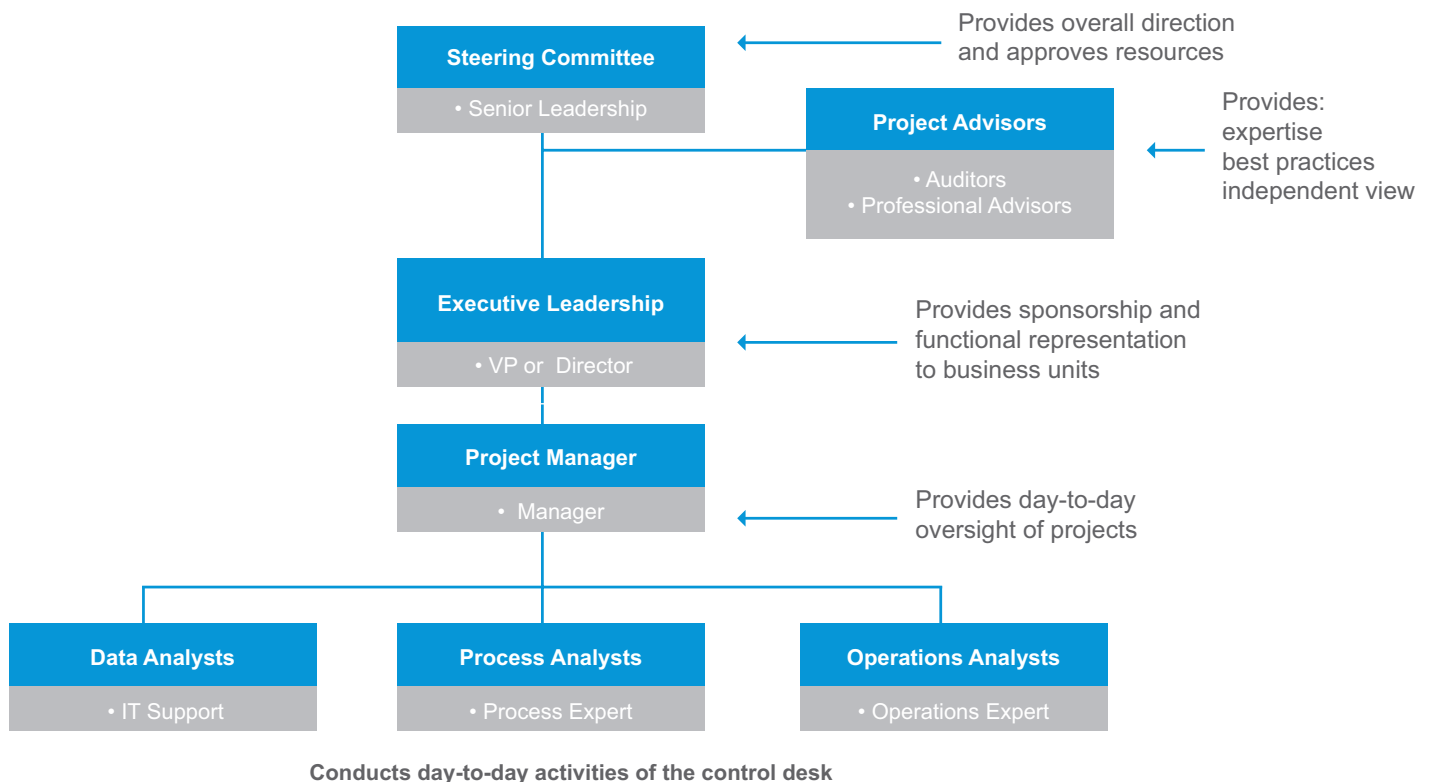 Steering Committee
• Senior Leadership
Provides overall direction
and approves resources
Project Advisors
• Auditors
• Professional Advisors
Provides:
expertise
best practices
independent view
Executive Leadership
• VP or Director
Provides sponsorship and
functional representation
to business units
Project Manager
• Manager
Provides day-to-day
oversight of projects
Data Analysts
• IT Support
Process Analysts
• Process Expert
Operations Analysts
• Operations Expert
Conducts day-to-day activities of the control desk